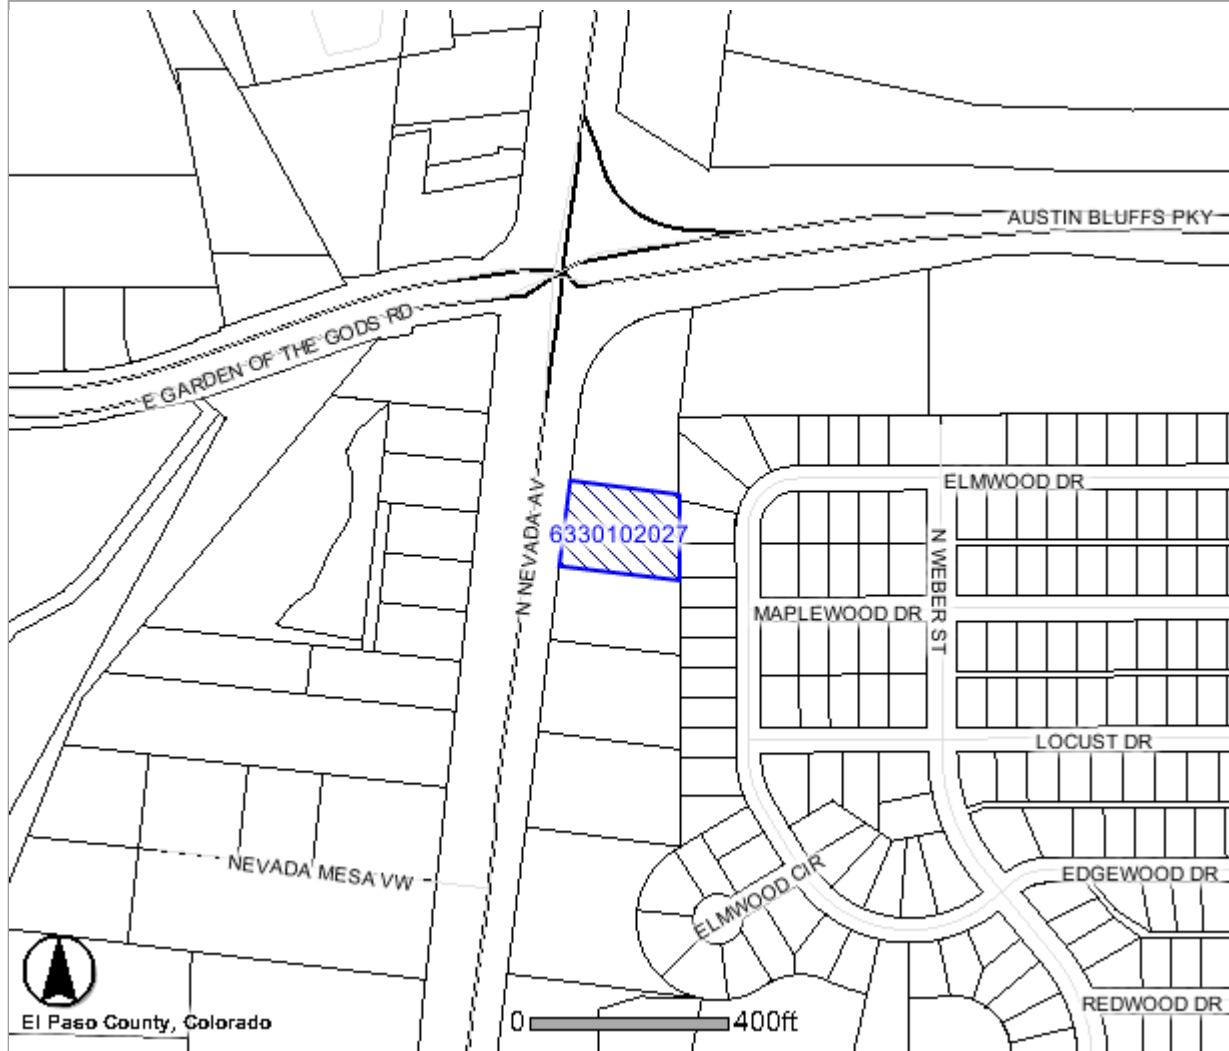 AUSTIN BLUFFS PKY
E GARDEN OF THE GODS RD
ELMWOOD DR
N NEVADA AV
6330102027
N WEBER ST
MAPLEWOOD DR
LOCUST DR
NEVADA MESA VW
ELMWOOD CIR
EDGEWOOD DR
REDWOOD DR
El Paso County, Colorado
0 400ft